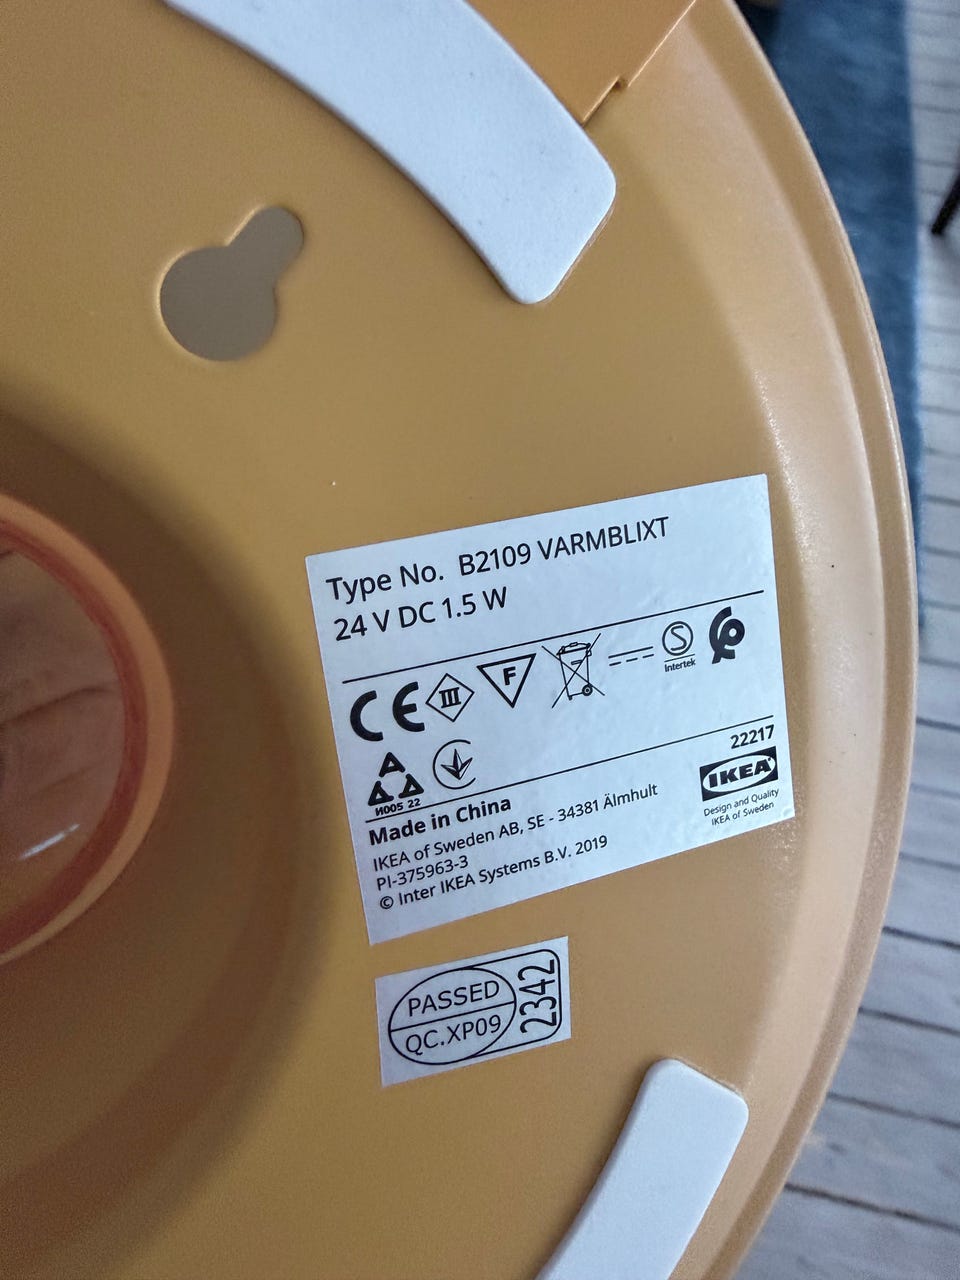 Type No. B2109 VARMBLIXT
24 V DC 1.5 W
CE III F S Intertek
И005 22
22217
Made in China
IKEA of Sweden AB, SE - 34381 Älmhult
PI-375963-3
© Inter IKEA Systems B.V. 2019
IKEA
Design and Quality
IKEA of Sweden
PASSED
QC.XP09
2342